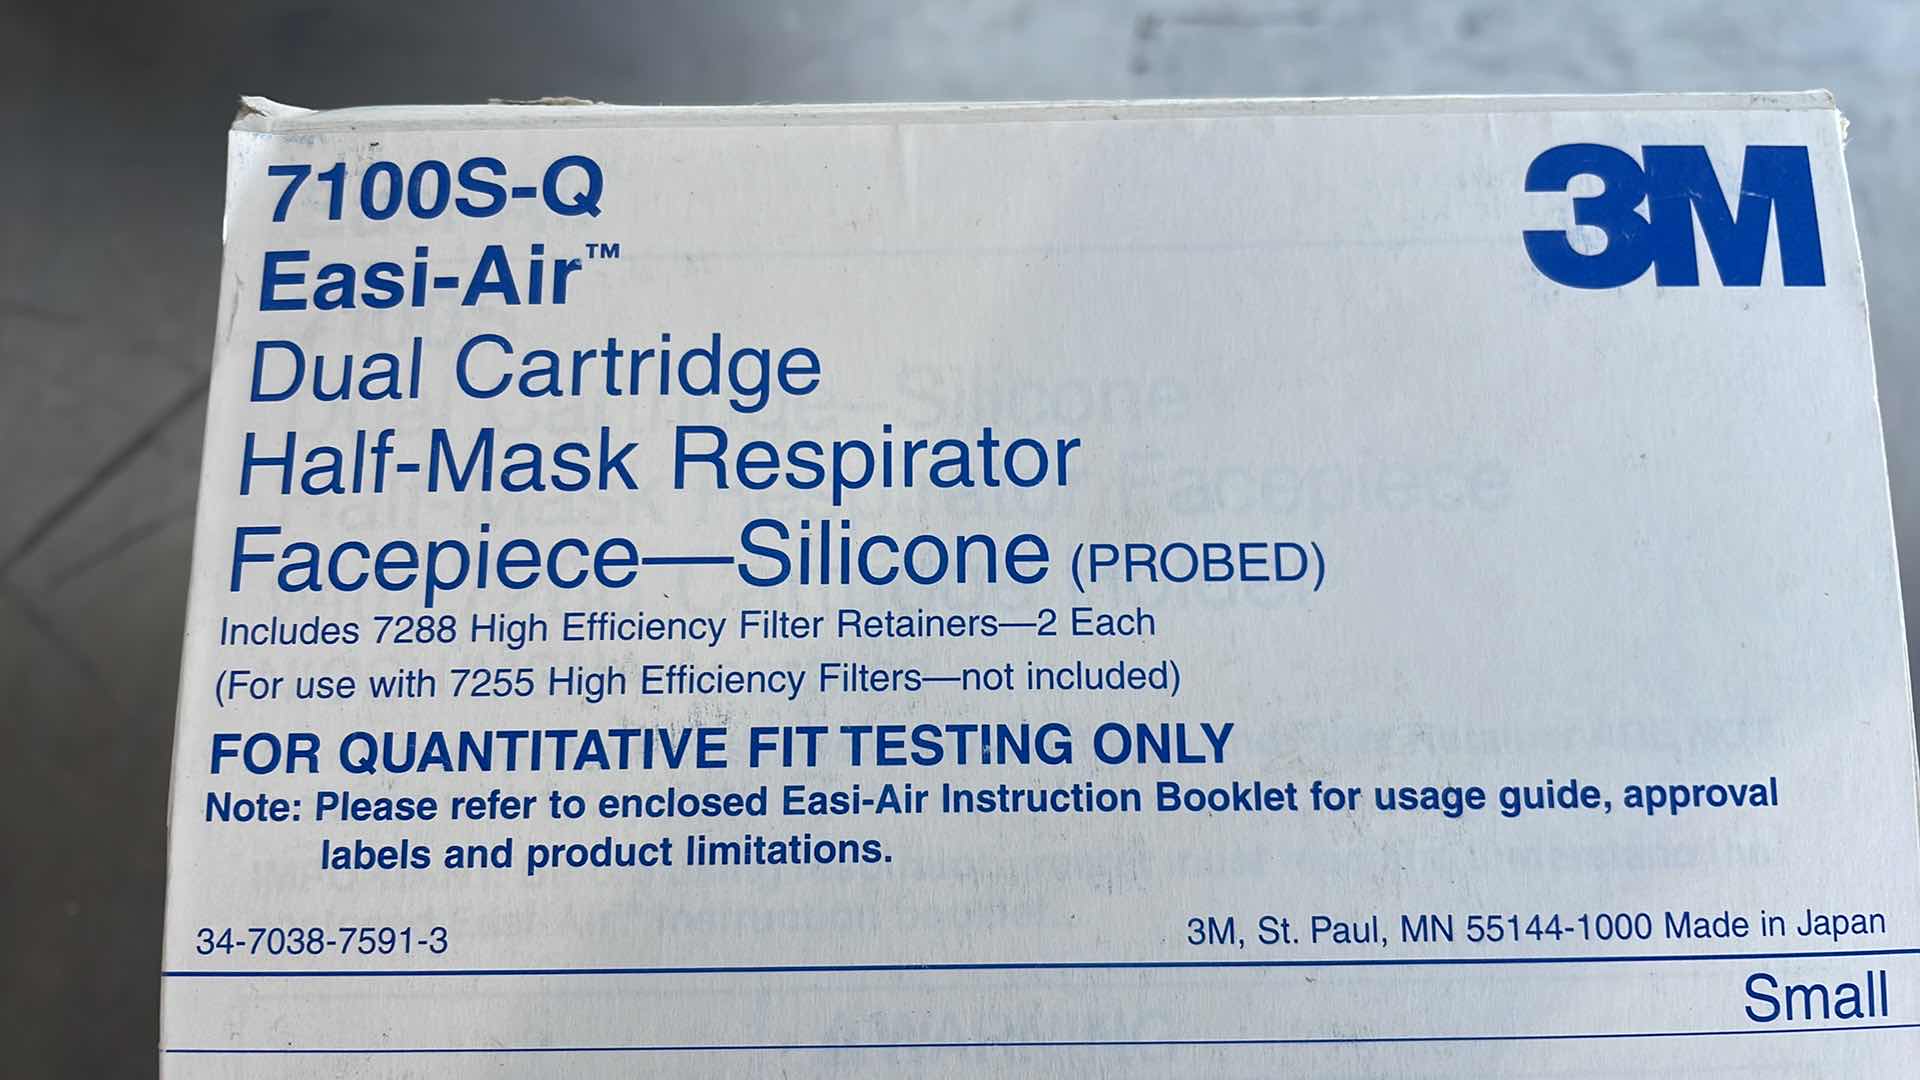 7100S-Q
3M
Easi-Air™
Dual Cartridge
Half-Mask Respirator
Facepiece—Silicone (PROBED)
Includes 7288 High Efficiency Filter Retainers—2 Each
(For use with 7255 High Efficiency Filters—not included)
FOR QUANTITATIVE FIT TESTING ONLY
Note: Please refer to enclosed Easi-Air Instruction Booklet for usage guide, approval
labels and product limitations.
34-7038-7591-3
3M, St. Paul, MN 55144-1000 Made in Japan
Small